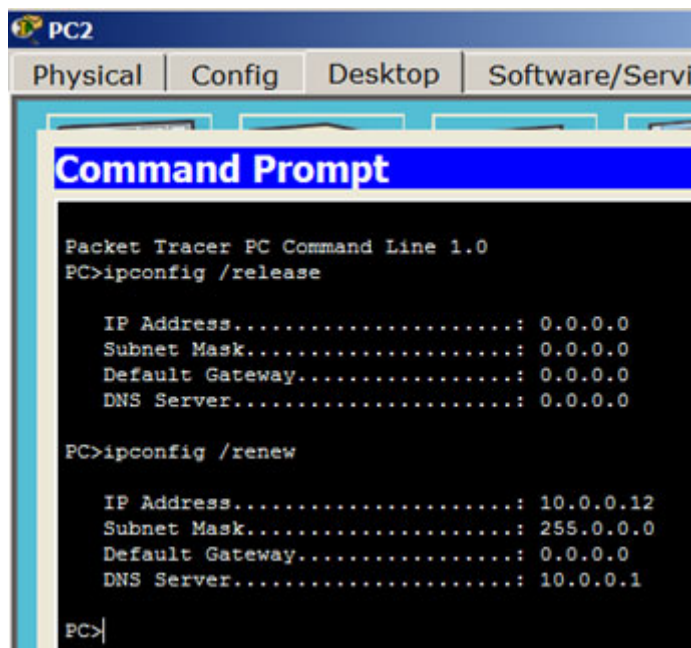 PC2
Physical Config Desktop Software/Servi
Command Prompt
Packet Tracer PC Command Line 1.0
PC>ipconfig /release
IP Address......................: 0.0.0.0
Subnet Mask.....................: 0.0.0.0
Default Gateway.................: 0.0.0.0
DNS Server......................: 0.0.0.0
PC>ipconfig /renew
IP Address......................: 10.0.0.12
Subnet Mask.....................: 255.0.0.0
Default Gateway.................: 0.0.0.0
DNS Server......................: 10.0.0.1
PC>